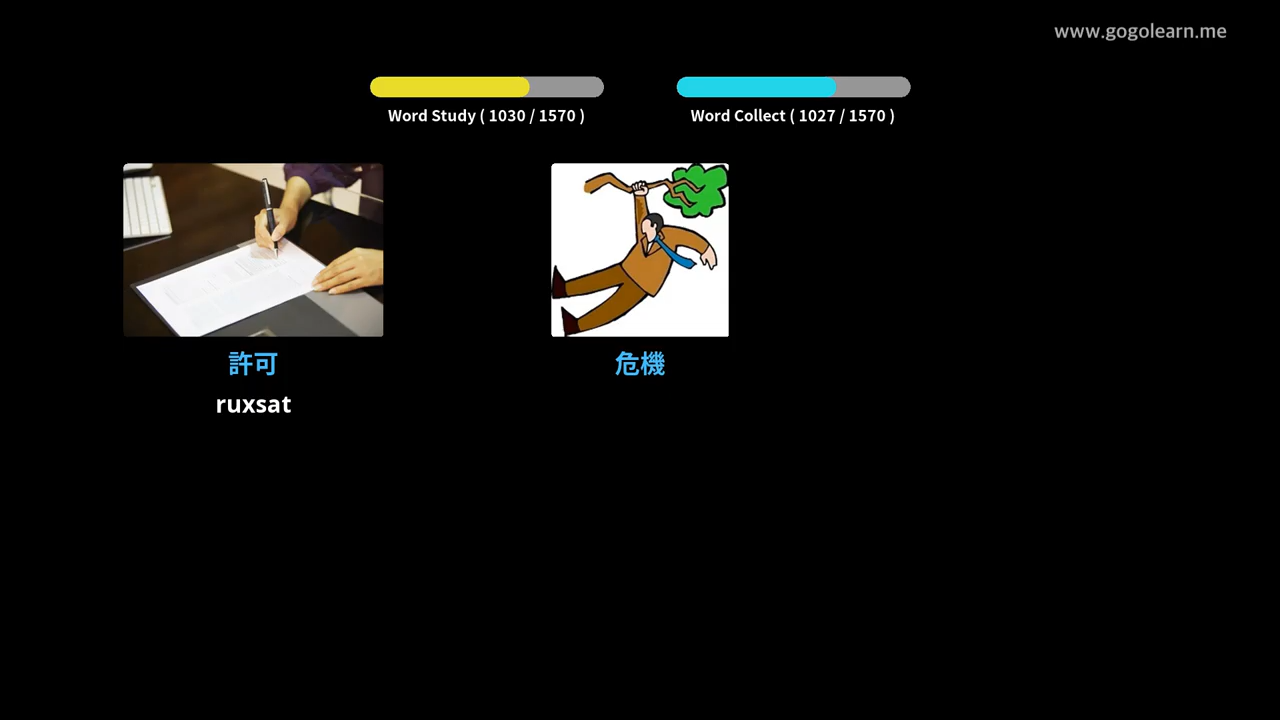 www.gogolearn.me
Word Study ( 1030 / 1570 )
Word Collect ( 1027 / 1570 )
許可
危機
ruxsat